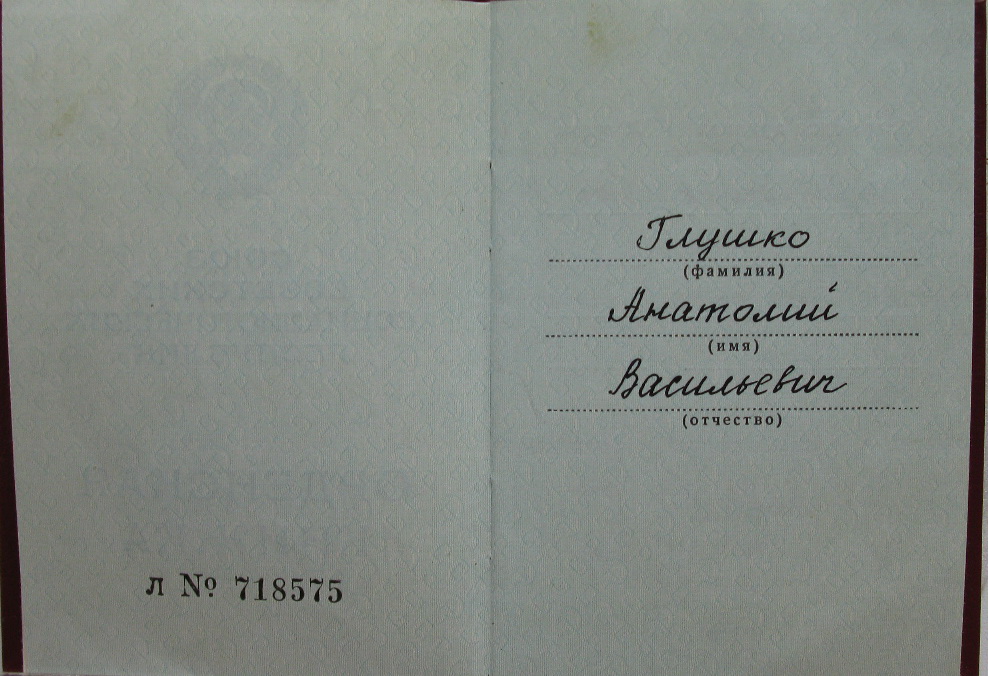 л № 718575
Глушко
(фамилия)
Анатолий
(имя)
Васильевич
(отчество)